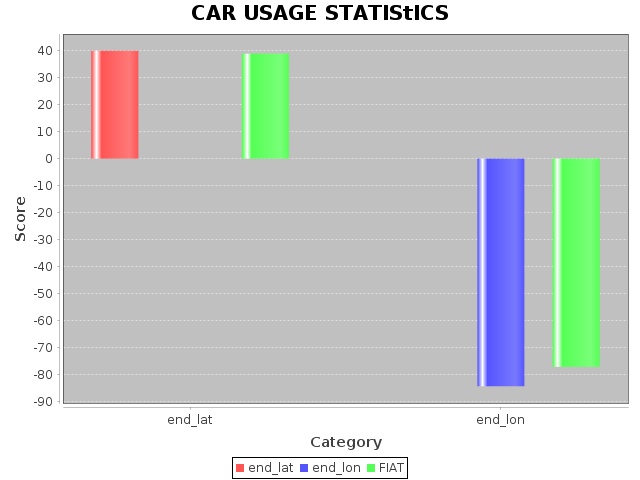 CAR USAGE STATIStICS
40
30
20
10
0
-10
-20
-30
-40
-50
-60
-70
-80
-90
Score
end_lat end_lon
Category
end_lat end_lon FIAT